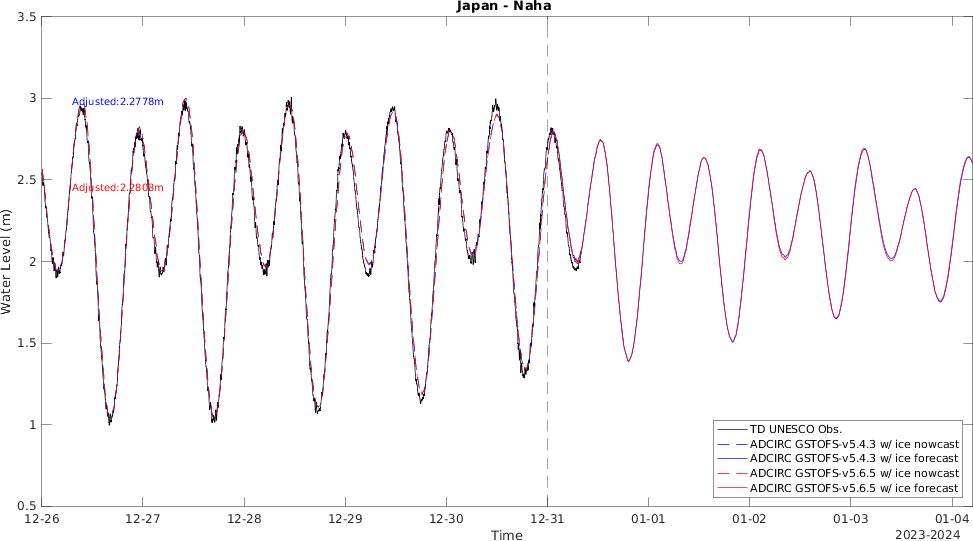 Japan - Naha
3.5
3
2.5
2
1.5
1
0.5
Water Level (m)
Adjusted:2.2778m
Adjusted:2.2803m
12-26
12-27
12-28
12-29
12-30
12-31
01-01
01-02
01-03
01-04
Time
2023-2024
TD UNESCO Obs.
ADCIRC GSTOFS-v5.4.3 w/ ice nowcast
ADCIRC GSTOFS-v5.4.3 w/ ice forecast
ADCIRC GSTOFS-v5.6.5 w/ ice nowcast
ADCIRC GSTOFS-v5.6.5 w/ ice forecast